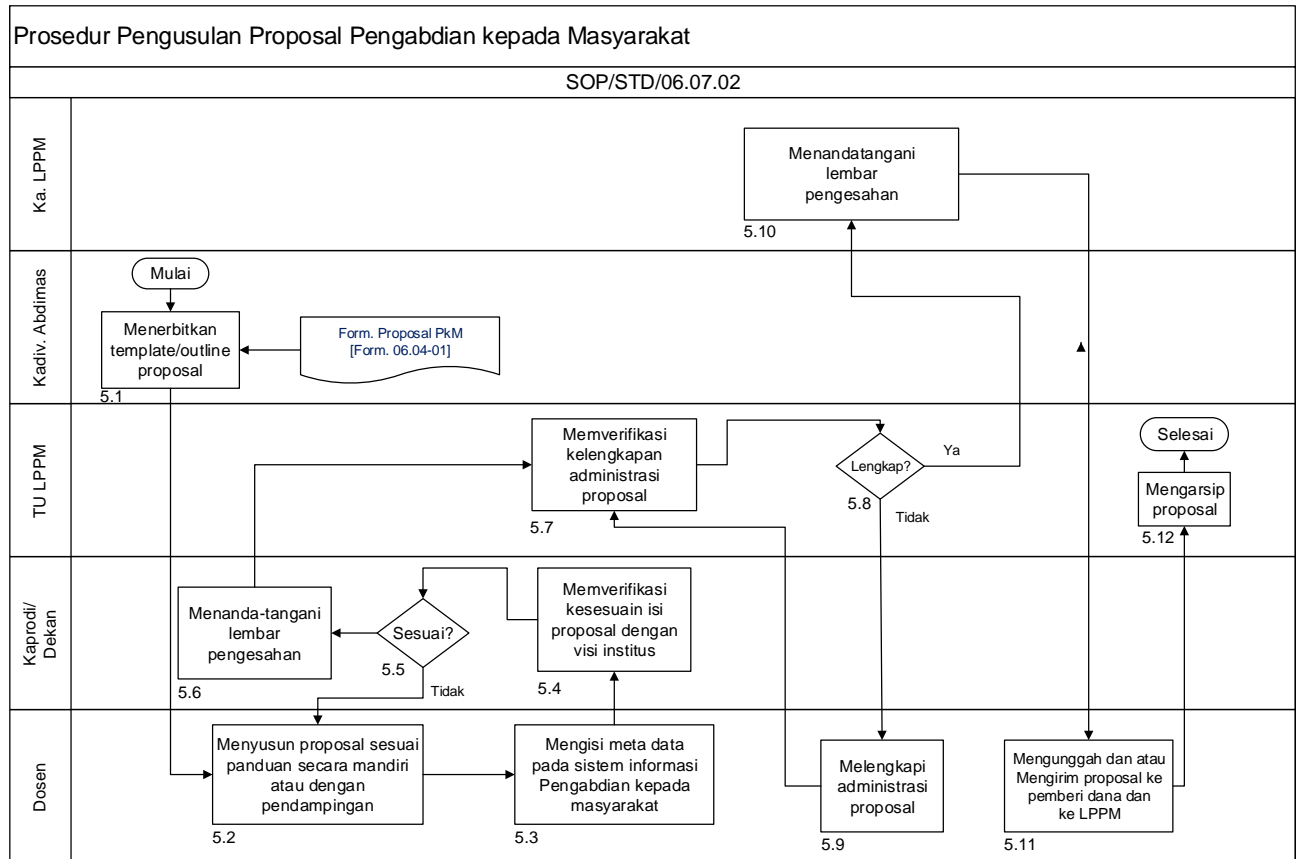 Prosedur Pengusulan Proposal Pengabdian kepada Masyarakat
SOP/STD/06.07.02
Ka. LPPM
Menandatangani
lembar
pengesahan
5.10
Kadiv. Abdimas
Mulai
Menerbitkan
template/outline
proposal
5.1
Form. Proposal PkM
[Form. 06.04-01]
TU LPPM
Memverifikasi
kelengkapan
administrasi
proposal
5.7
Lengkap?
5.8
Ya
Tidak
Selesai
Mengarsip
proposal
5.12
Kaprodi/
Dekan
Menanda-tangani
lembar
pengesahan
5.6
Sesuai?
5.5
Tidak
Memverifikasi
kesesuain isi
proposal dengan
visi institus
5.4
Dosen
Menyusun proposal sesuai
panduan secara mandiri
atau dengan
pendampingan
5.2
Mengisi meta data
pada sistem informasi
Pengabdian kepada
masyarakat
5.3
Melengkapi
administrasi
proposal
5.9
Mengunggah dan atau
Mengirim proposal ke
pemberi dana dan
ke LPPM
5.11